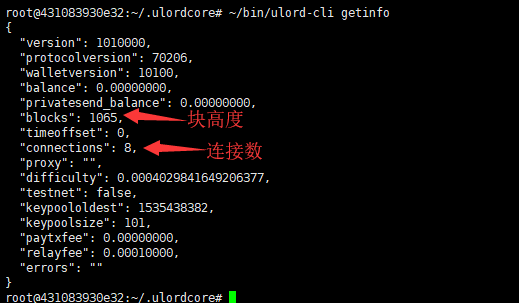 root@431083930e32:~/.ulordcore# ~/bin/ulord-cli getinfo
{
"version": 1010000,
"protocolversion": 70206,
"walletversion": 10100,
"balance": 0.00000000,
"privatesend_balance": 0.00000000,
"blocks": 1065, 块高度
"timeoffset": 0,
"connections": 8, 连接数
"proxy": "",
"difficulty": 0.0004029841649206377,
"testnet": false,
"keypoololdest": 1535438382,
"keypoolsize": 101,
"paytxfee": 0.00000000,
"relayfee": 0.00010000,
"errors": ""
}
root@431083930e32:~/.ulordcore#